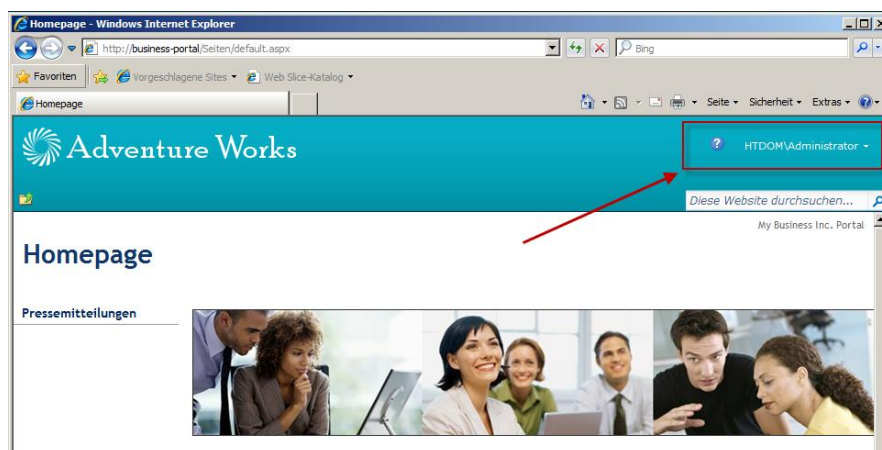 Homepage - Windows Internet Explorer
http://business-portal/Seiten/default.aspx
Bing
Favoriten Vorgeschlagene Sites Web Slice-Katalog
Homepage Seite Sicherheit Extras
Adventure Works
HTDOM\Administrator
Diese Website durchsuchen...
My Business Inc. Portal
Homepage
Pressemitteilungen